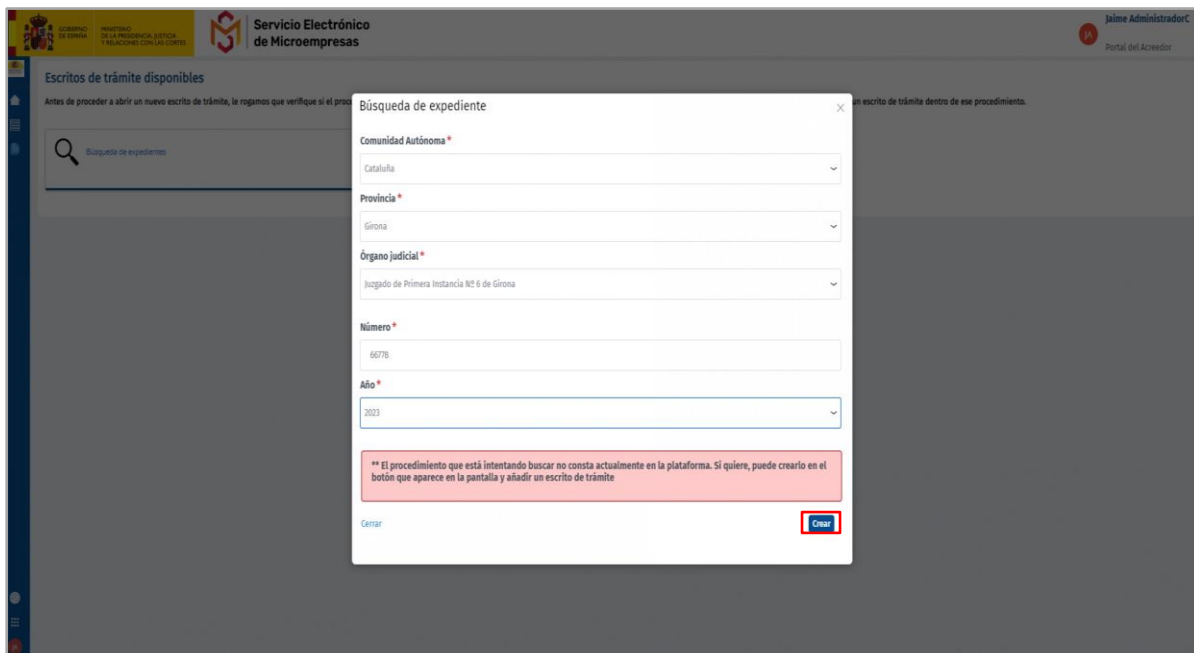 GOBIERNO
DE ESPAÑA
MINISTERIO
DE LA PRESIDENCIA, JUSTICIA
Y RELACIONES CON LAS CORTES
Servicio Electrónico
de Microempresas
Jaime AdministradorC
JA
Portal del Acreedor
Escritos de trámite disponibles
Antes de proceder a abrir un nuevo escrito de trámite, le rogamos que verifique si el proc
un escrito de trámite dentro de ese procedimiento.
Búsqueda de expedientes
Búsqueda de expediente
Comunidad Autónoma *
Cataluña
Provincia *
Girona
Órgano judicial *
Juzgado de Primera Instancia Nº 6 de Girona
Número *
66778
Año *
2023
** El procedimiento que está intentando buscar no consta actualmente en la plataforma. Si quiere, puede crearlo en el
botón que aparece en la pantalla y añadir un escrito de trámite
Cerrar
Crear
JA